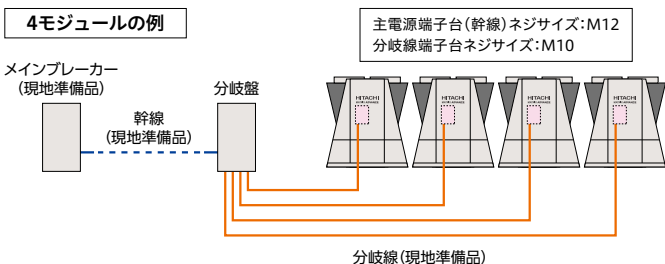 4モジュールの例
主電源端子台(幹線)ネジサイズ:M12
分岐線端子台ネジサイズ:M10
メインブレーカー
(現地準備品)
分岐盤
幹線
(現地準備品)
HITACHI
HITACHI
HITACHI
HITACHI
分岐線(現地準備品)